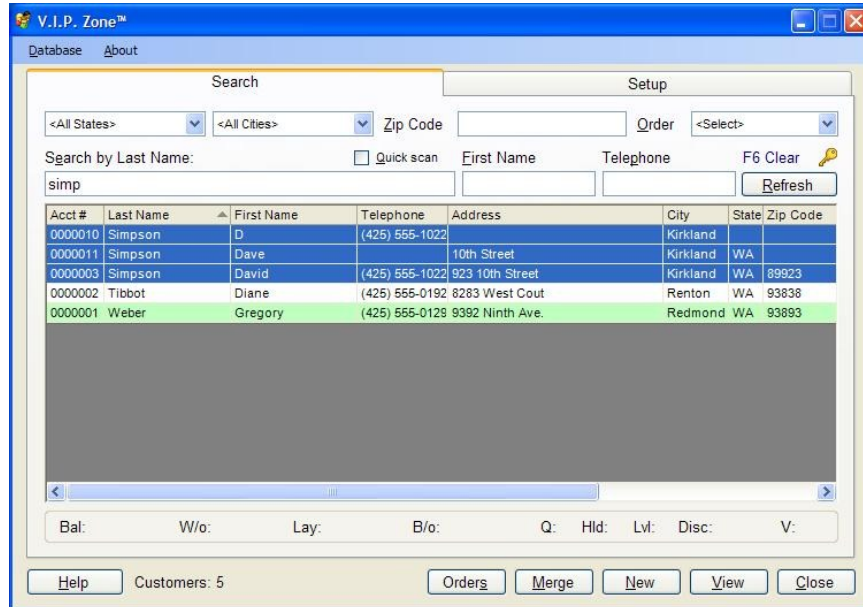 V.I.P. Zone™
Database About
Search Setup
<All States> <All Cities> Zip Code Order <Select>
Search by Last Name: Quick scan First Name Telephone F6 Clear
simp Refresh
Acct # Last Name First Name Telephone Address City State Zip Code
0000010 Simpson D (425) 555-1022 Kirkland
0000011 Simpson Dave 10th Street Kirkland WA
0000003 Simpson David (425) 555-1022 923 10th Street Kirkland WA 89923
0000002 Tibbot Diane (425) 555-0192 8283 West Cout Renton WA 93838
0000001 Weber Gregory (425) 555-0129 9392 Ninth Ave. Redmond WA 93893
Bal: W/o: Lay: B/o: Q: Hld: Lvl: Disc: V:
Help Customers: 5 Orders Merge New View Close